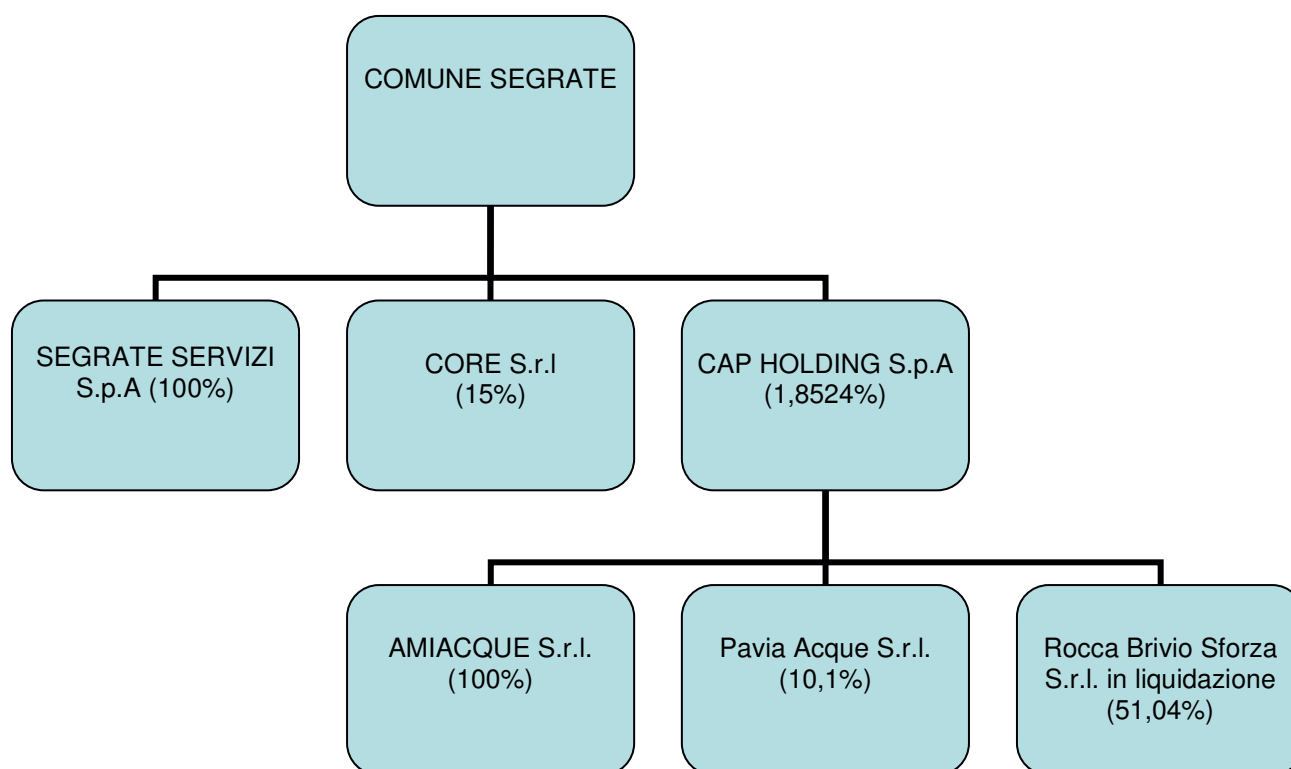 COMUNE SEGRATE
SEGRATE SERVIZI
S.p.A (100%)
CORE S.r.l
(15%)
CAP HOLDING S.p.A
(1,8524%)
AMIACQUE S.r.l.
(100%)
Pavia Acque S.r.l.
(10,1%)
Rocca Brivio Sforza
S.r.l. in liquidazione
(51,04%)